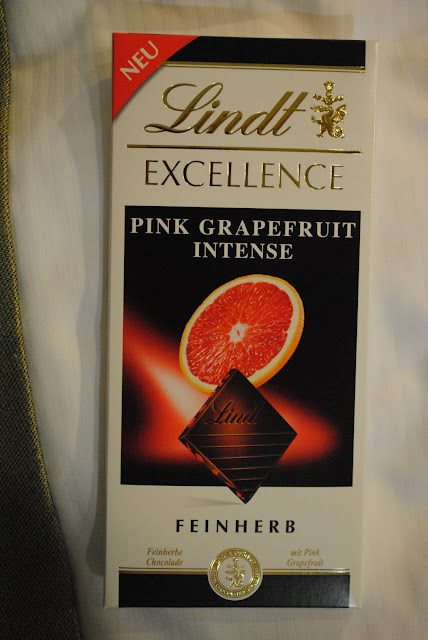 NEU
Lindt
EXCELLENCE
PINK GRAPEFRUIT
INTENSE
Lindt
FEINHERB
Feinherbe
Chocolade
mit Pink
Grapefruit